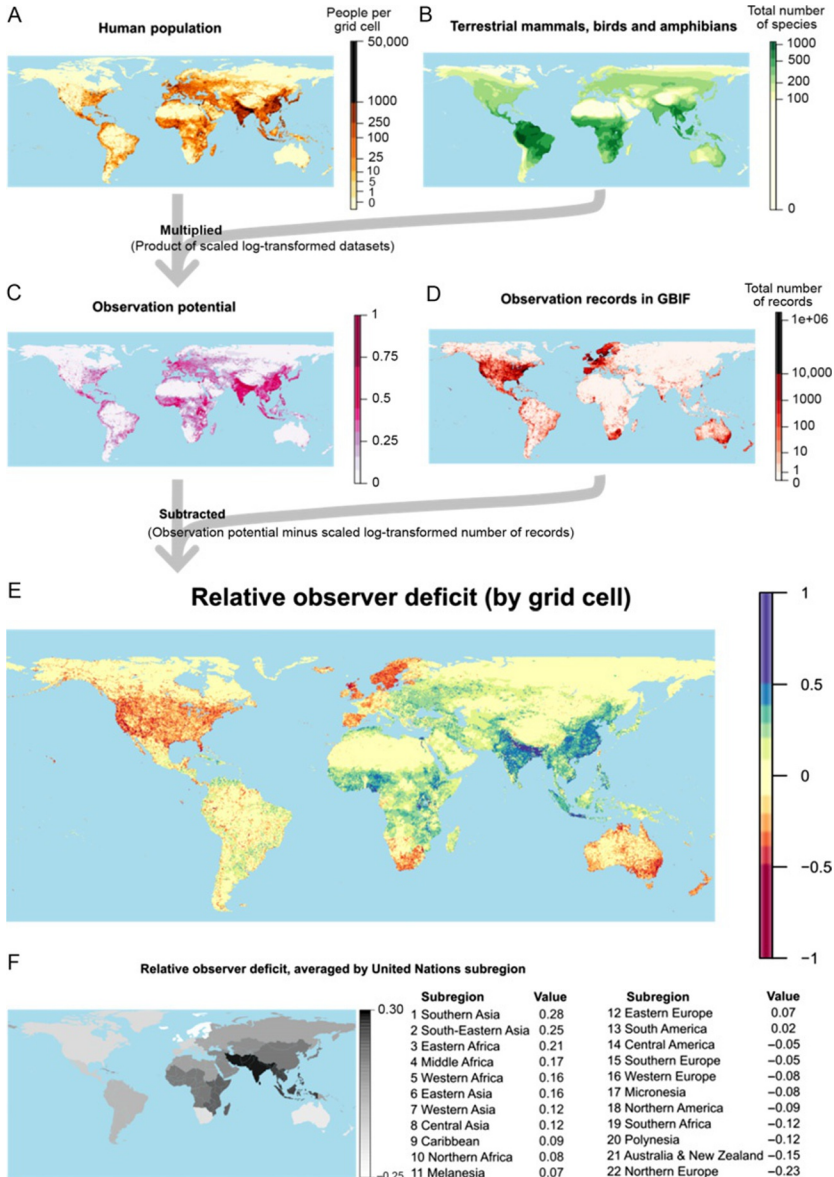 A
Human population
People per
grid cell
50,000
1000
250
100
25
10
5
1
0
B
Terrestrial mammals, birds and amphibians
Total number
of species
1000
500
200
100
0
Multiplied
(Product of scaled log-transformed datasets)
C
Observation potential
1
0.75
0.5
0.25
0
D
Observation records in GBIF
Total number
of records
1e+06
10,000
1000
100
10
1
0
Subtracted
(Observation potential minus scaled log-transformed number of records)
E
Relative observer deficit (by grid cell)
1
0.5
0
−0.5
−1
F
Relative observer deficit, averaged by United Nations subregion
0.30
−0.25
Subregion Value
1 Southern Asia 0.28
2 South-Eastern Asia 0.25
3 Eastern Africa 0.21
4 Middle Africa 0.17
5 Western Africa 0.16
6 Eastern Asia 0.16
7 Western Asia 0.12
8 Central Asia 0.12
9 Caribbean 0.09
10 Northern Africa 0.08
11 Melanesia 0.07
Subregion Value
12 Eastern Europe 0.07
13 South America 0.02
14 Central America −0.05
15 Southern Europe −0.05
16 Western Europe −0.08
17 Micronesia −0.08
18 Northern America −0.09
19 Southern Africa −0.12
20 Polynesia −0.12
21 Australia & New Zealand −0.15
22 Northern Europe −0.23